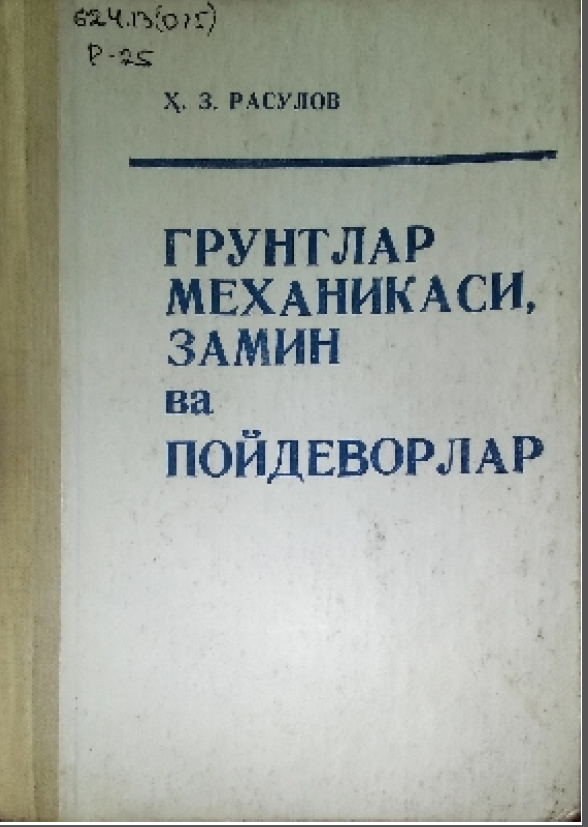 624.13(075)
Р-25
Ҳ. З. РАСУЛОВ
ГРУНТЛАР
МЕХАНИКАСИ,
ЗАМИН
ва
ПОЙДЕВОРЛАР